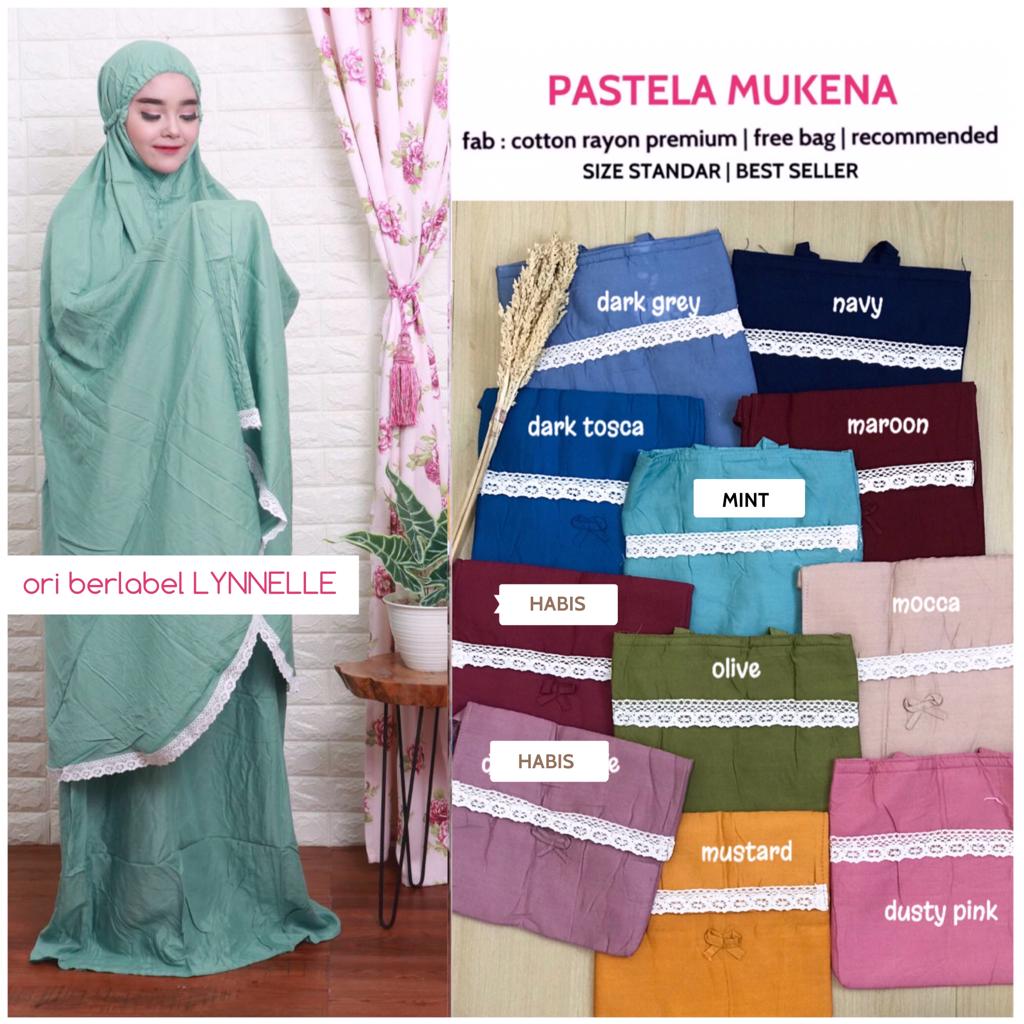 PASTELA MUKENA
fab : cotton rayon premium | free bag | recommended
SIZE STANDAR | BEST SELLER
dark grey
navy
dark tosca
maroon
MINT
ori berlabel LYNNELLE
HABIS
mocca
olive
HABIS
mustard
dusty pink